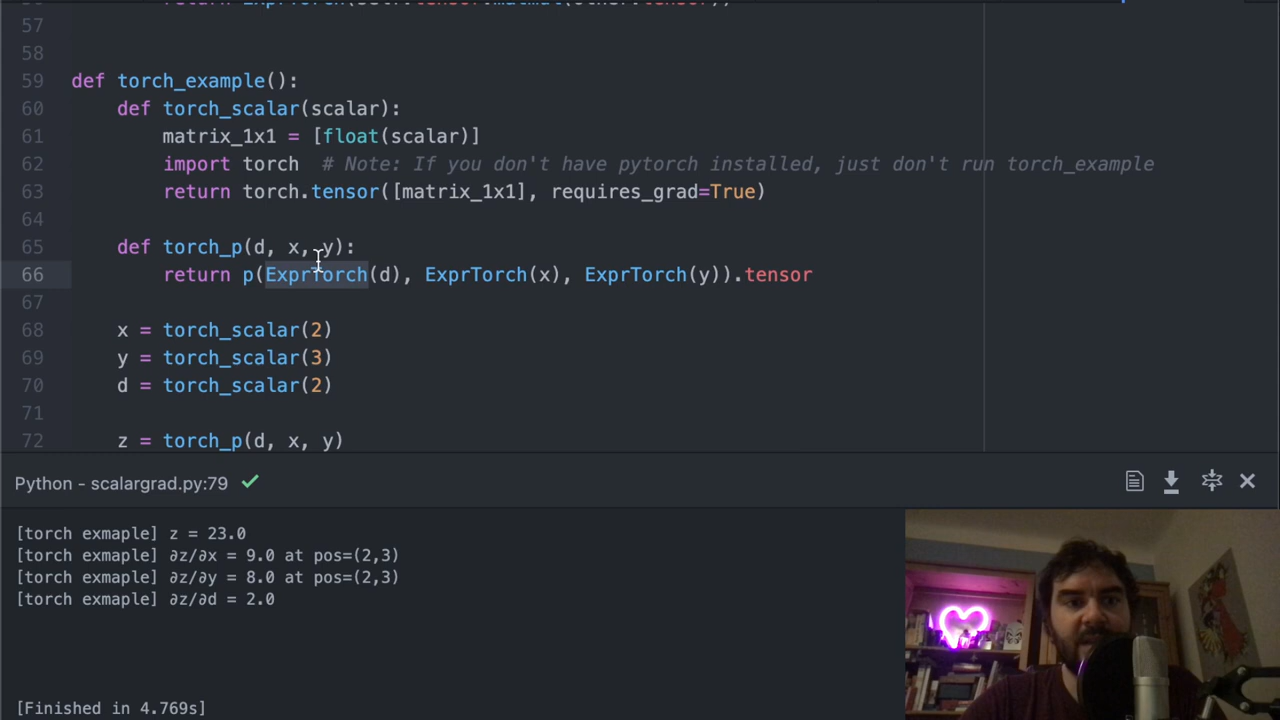 57
58
59 def torch_example():
60 def torch_scalar(scalar):
61 matrix_1x1 = [float(scalar)]
62 import torch # Note: If you don't have pytorch installed, just don't run torch_example
63 return torch.tensor([matrix_1x1], requires_grad=True)
64
65 def torch_p(d, x, y):
66 return p(ExprTorch(d), ExprTorch(x), ExprTorch(y)).tensor
67
68 x = torch_scalar(2)
69 y = torch_scalar(3)
70 d = torch_scalar(2)
71
72 z = torch_p(d, x, y)
Python - scalargrad.py:79
[torch exmaple] z = 23.0
[torch exmaple] ∂z/∂x = 9.0 at pos=(2,3)
[torch exmaple] ∂z/∂y = 8.0 at pos=(2,3)
[torch exmaple] ∂z/∂d = 2.0
[Finished in 4.769s]